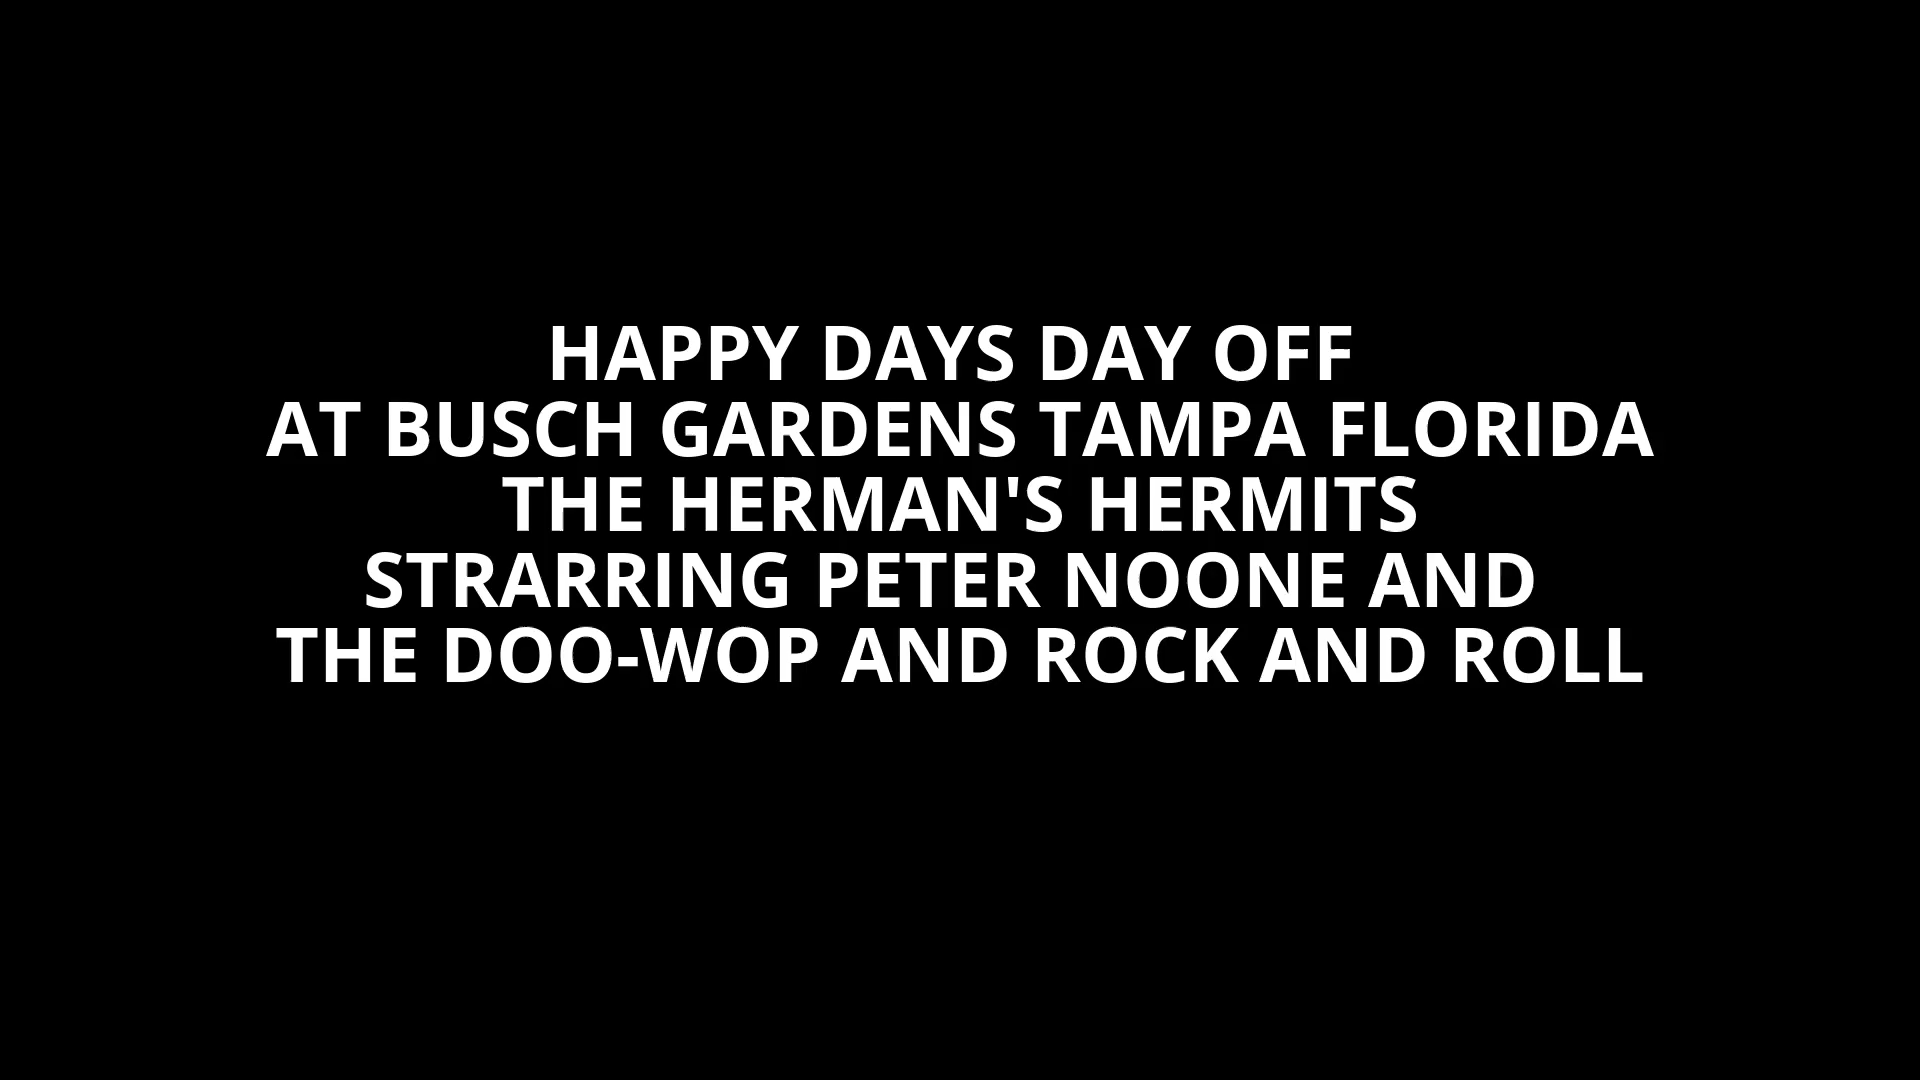 HAPPY DAYS DAY OFF
AT BUSCH GARDENS TAMPA FLORIDA
THE HERMAN'S HERMITS
STRARRING PETER NOONE AND
THE DOO-WOP AND ROCK AND ROLL